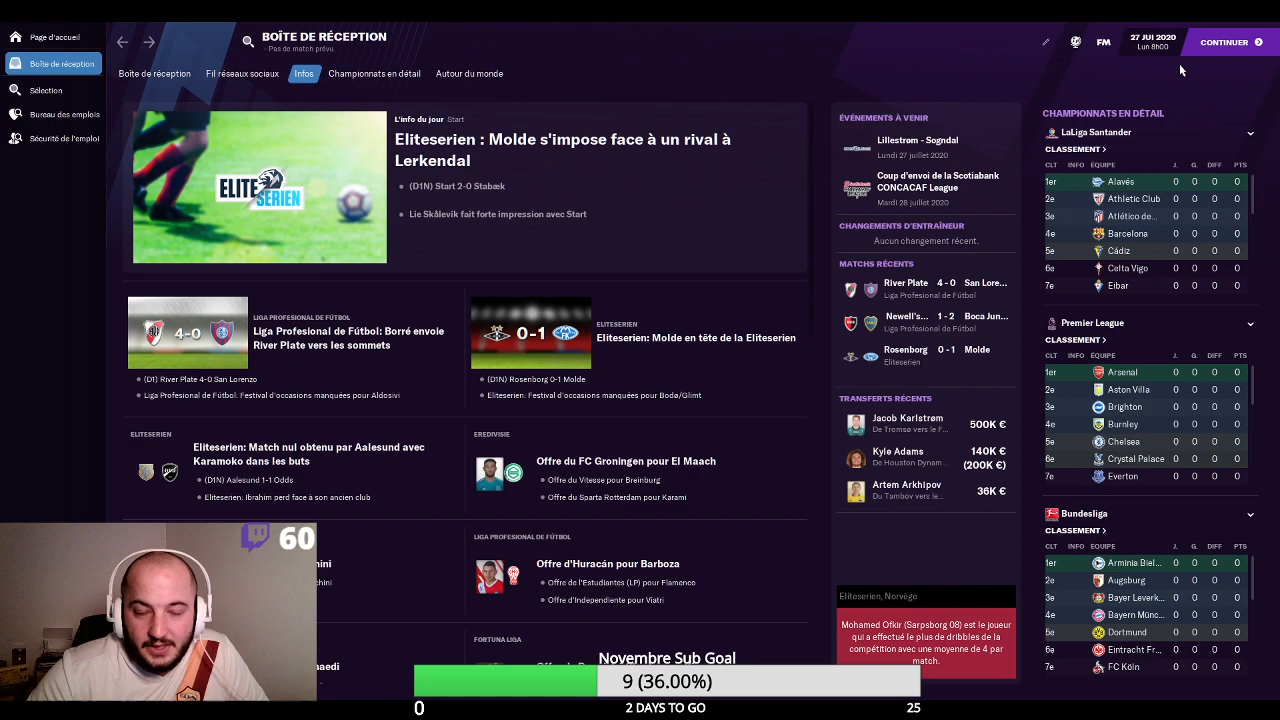 Page d'accueil
Boîte de réception
Sélection
Bureau des emplois
Sécurité de l'emploi
BOÎTE DE RÉCEPTION
- Pas de match prévu.
FM
27 JUI 2020
Lun 8h00
CONTINUER
Boîte de réception
Fil réseaux sociaux
Infos
Championnats en détail
Autour du monde
ELITE
SERIEN
L'info du jour Start
Eliteserien : Molde s'impose face à un rival à
Lerkendal
(D1N) Start 2-0 Stabæk
Lie Skålevik fait forte impression avec Start
4-0
LIGA PROFESIONAL DE FÚTBOL
Liga Profesional de Fútbol: Borré envoie
River Plate vers les sommets
(D1) River Plate 4-0 San Lorenzo
Liga Profesional de Fútbol. Festival d'occasions manquées pour Aldosivi
0-1
ELITESERIEN
Eliteserien: Molde en tête de la Eliteserien
(D1N) Rosenborg 0-1 Molde
Eliteserien: Festival d'occasions manquées pour Bodø/Glimt
ELITESERIEN
Eliteserien: Match nul obtenu par Aalesund avec
Karamoko dans les buts
(D1N) Aalesund 1-1 Odds
Eliteserien: Ibrahim perd face à son ancien club
EREDIVISIE
Offre du FC Groningen pour El Maach
Offre du Vitesse pour Breinburg
Offre du Sparta Rotterdam pour Karami
LIGA PROFESIONAL DE FÚTBOL
Offre d'Huracán pour Barboza
Offre de l'Estudiantes (LP) pour Flamenco
Offre d'Independiente pour Viatri
FORTUNA LIGA
ÉVÉNEMENTS À VENIR
Lillestrøm - Sogndal
Lundi 27 juillet 2020
Coup d'envoi de la Scotiabank
CONCACAF League
Mardi 28 juillet 2020
CHANGEMENTS D'ENTRAÎNEUR
Aucun changement récent.
MATCHS RÉCENTS
River Plate 4 - 0 San Lore...
Liga Profesional de Fútbol
Newell's... 1 - 2 Boca Jun...
Liga Profesional de Fútbol
Rosenborg 0 - 1 Molde
Eliteserien
TRANSFERTS RÉCENTS
Jacob Karlstrøm 500K €
De Tromsø vers le F...
Kyle Adams 140K €
De Houston Dynam... (200K €)
Artem Arkhipov 36K €
Du Tambov vers le...
Eliteserien, Norvège
Mohamed Ofkir (Sarpsborg 08) est le joueur
qui a effectué le plus de dribbles de la
compétition avec une moyenne de 4 par
match.
CHAMPIONNATS EN DÉTAIL
LaLiga Santander
CLASSEMENT >
CLT INFO ÉQUIPE J. G. DIFF PTS
1er Alavés 0 0 0 0
2e Athletic Club 0 0 0 0
3e Atlético de... 0 0 0 0
4e Barcelona 0 0 0 0
5e Cádiz 0 0 0 0
6e Celta Vigo 0 0 0 0
7e Eibar 0 0 0 0
Premier League
CLASSEMENT >
CLT INFO ÉQUIPE J. G. DIFF PTS
1er Arsenal 0 0 0 0
2e Aston Villa 0 0 0 0
3e Brighton 0 0 0 0
4e Burnley 0 0 0 0
5e Chelsea 0 0 0 0
6e Crystal Palace 0 0 0 0
7e Everton 0 0 0 0
Bundesliga
CLASSEMENT >
CLT INFO ÉQUIPE J. G. DIFF PTS
1er Arminia Biel... 0 0 0 0
2e Augsburg 0 0 0 0
3e Bayer Leverk... 0 0 0 0
4e Bayern Münc... 0 0 0 0
5e Dortmund 0 0 0 0
6e Eintracht Fr... 0 0 0 0
7e FC Köln 0 0 0 0
60
Novembre Sub Goal
9 (36.00%)
0
2 DAYS TO GO
25